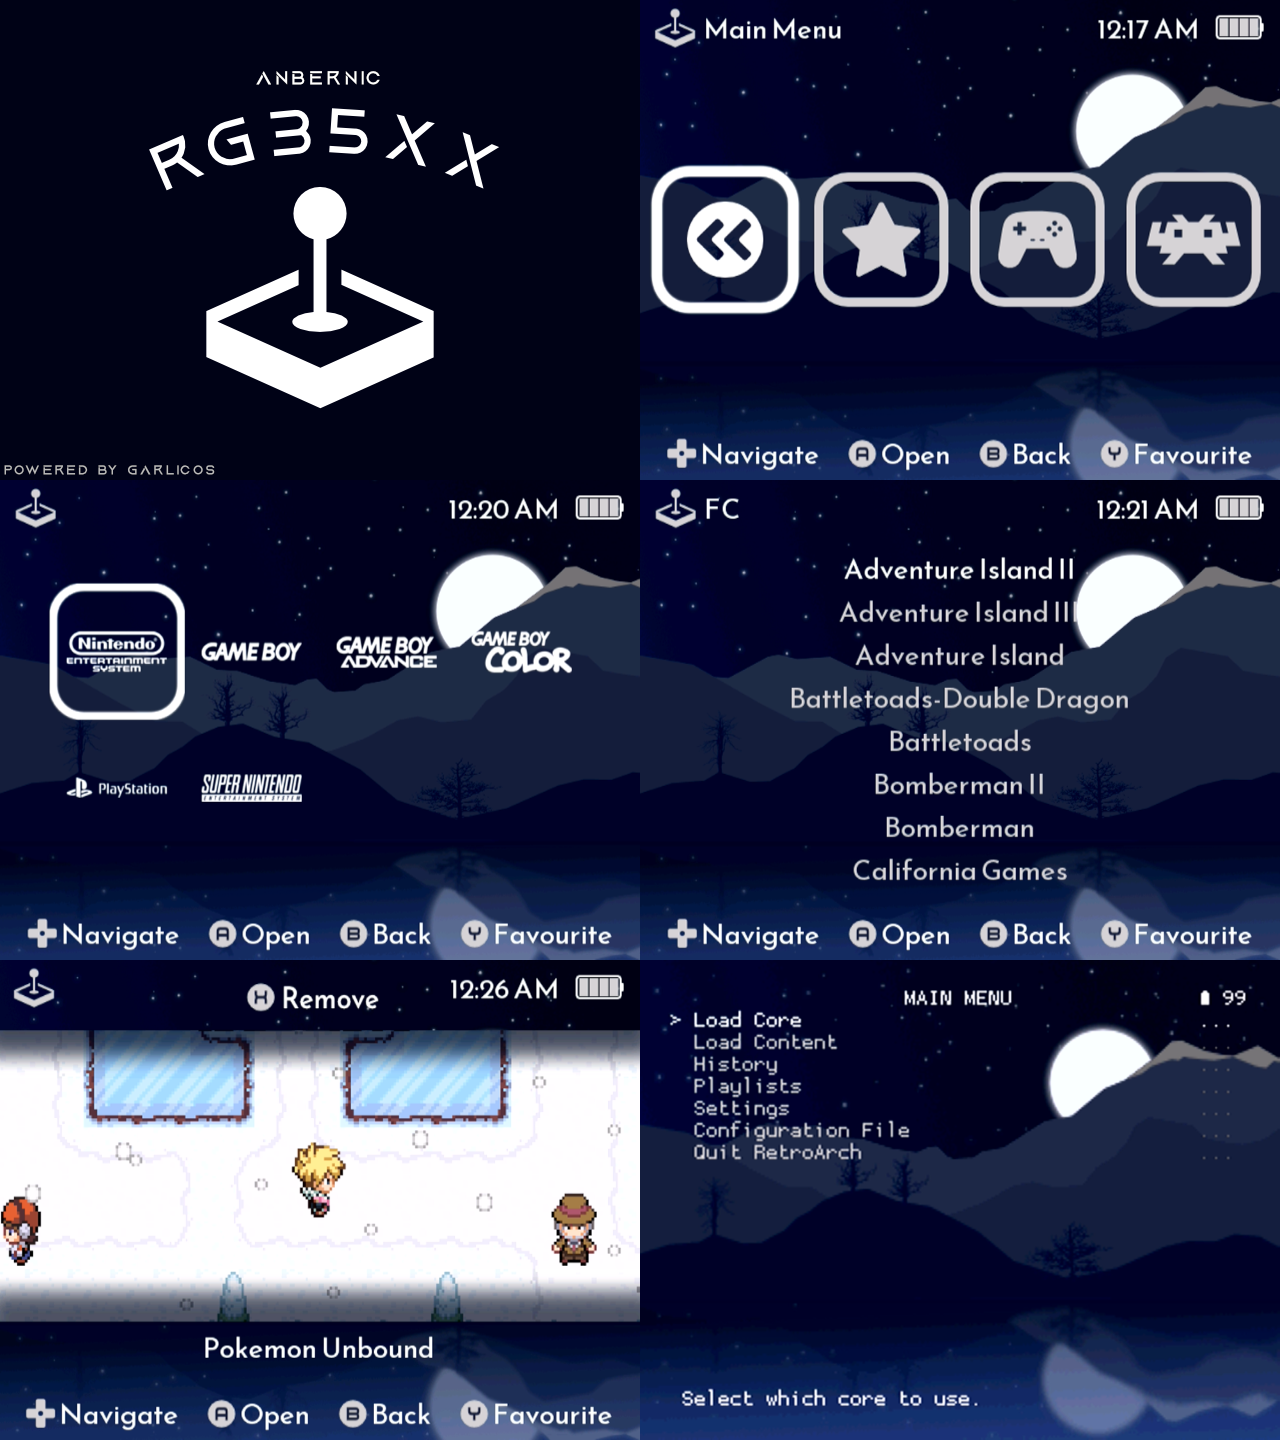 ANBERNIC
RG35XX
POWERED BY GARLICOS
Main Menu 12:17 AM
Navigate A Open B Back Y Favourite
12:20 AM
Nintendo
ENTERTAINMENT
SYSTEM
GAME BOY
GAME BOY
ADVANCE
GAME BOY
COLOR
PlayStation
SUPER NINTENDO
ENTERTAINMENT SYSTEM
Navigate A Open B Back Y Favourite
FC 12:21 AM
Adventure Island II
Adventure Island III
Adventure Island
Battletoads-Double Dragon
Battletoads
Bomberman II
Bomberman
California Games
Navigate A Open B Back Y Favourite
X Remove 12:26 AM
Pokemon Unbound
Navigate A Open B Back Y Favourite
MAIN MENU 99
> Load Core ...
Load Content ...
History ...
Playlists ...
Settings ...
Configuration File ...
Quit RetroArch ...
Select which core to use.